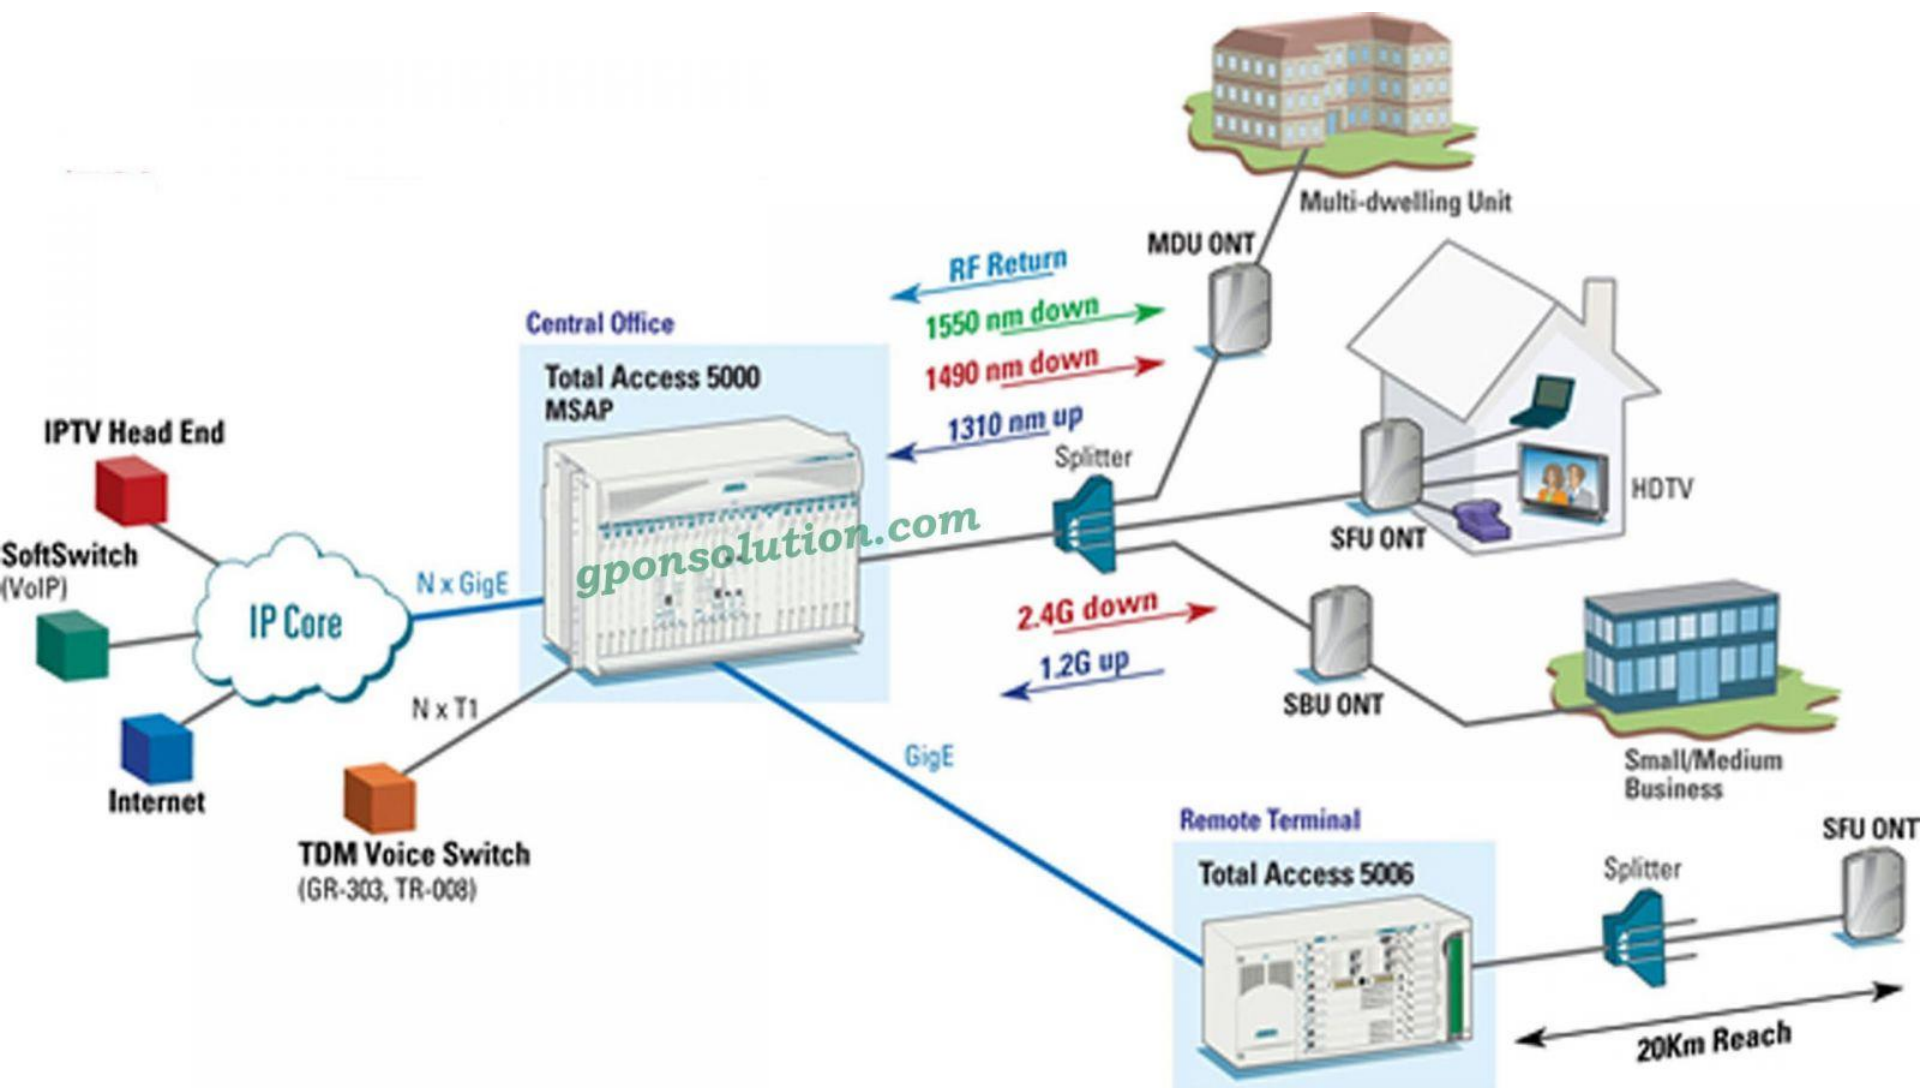 Multi-dwelling Unit
MDU ONT
RF Return
1550 nm down
1490 nm down
1310 nm up
Central Office
Total Access 5000
MSAP
IPTV Head End
SoftSwitch
(VoIP)
IP Core
N x GigE
N x T1
Internet
TDM Voice Switch
(GR-303, TR-008)
gponsolution.com
Splitter
HDTV
SFU ONT
2.4G down
1.2G up
SBU ONT
Small/Medium
Business
GigE
Remote Terminal
Total Access 5006
Splitter
SFU ONT
20Km Reach